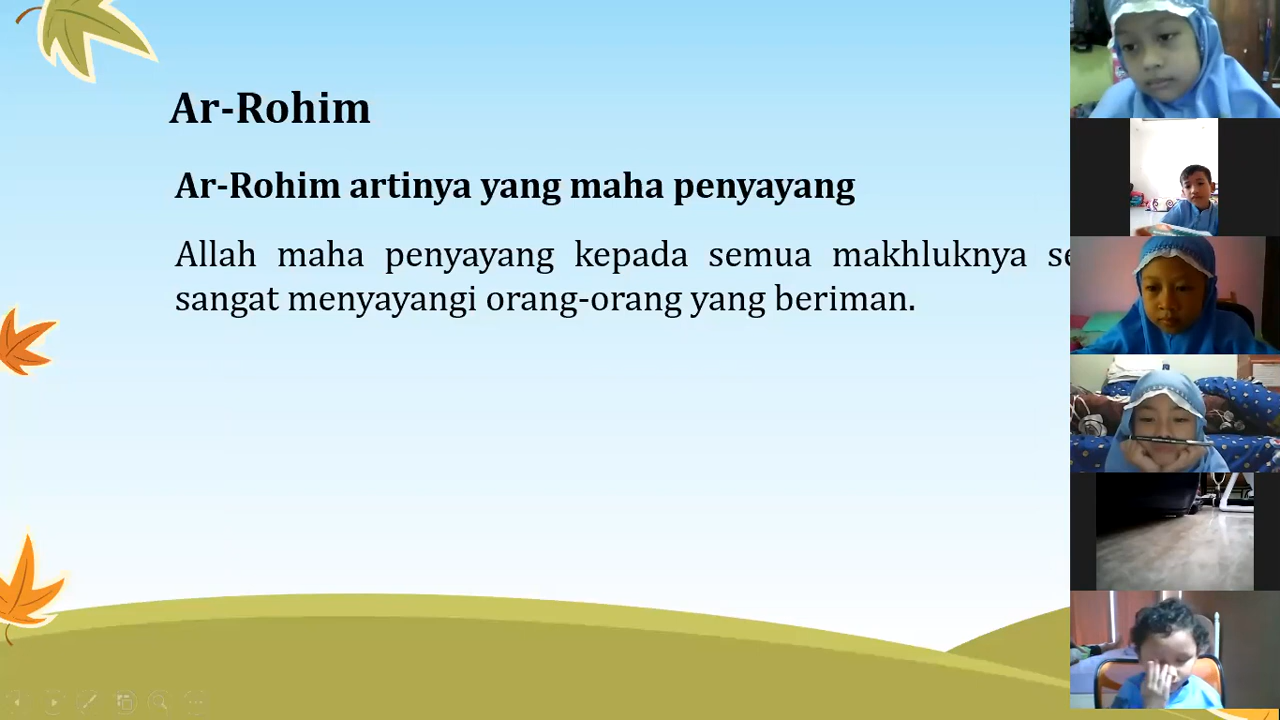 Ar-Rohim
Ar-Rohim artinya yang maha penyayang
Allah maha penyayang kepada semua makhluknya
sangat menyayangi orang-orang yang beriman.